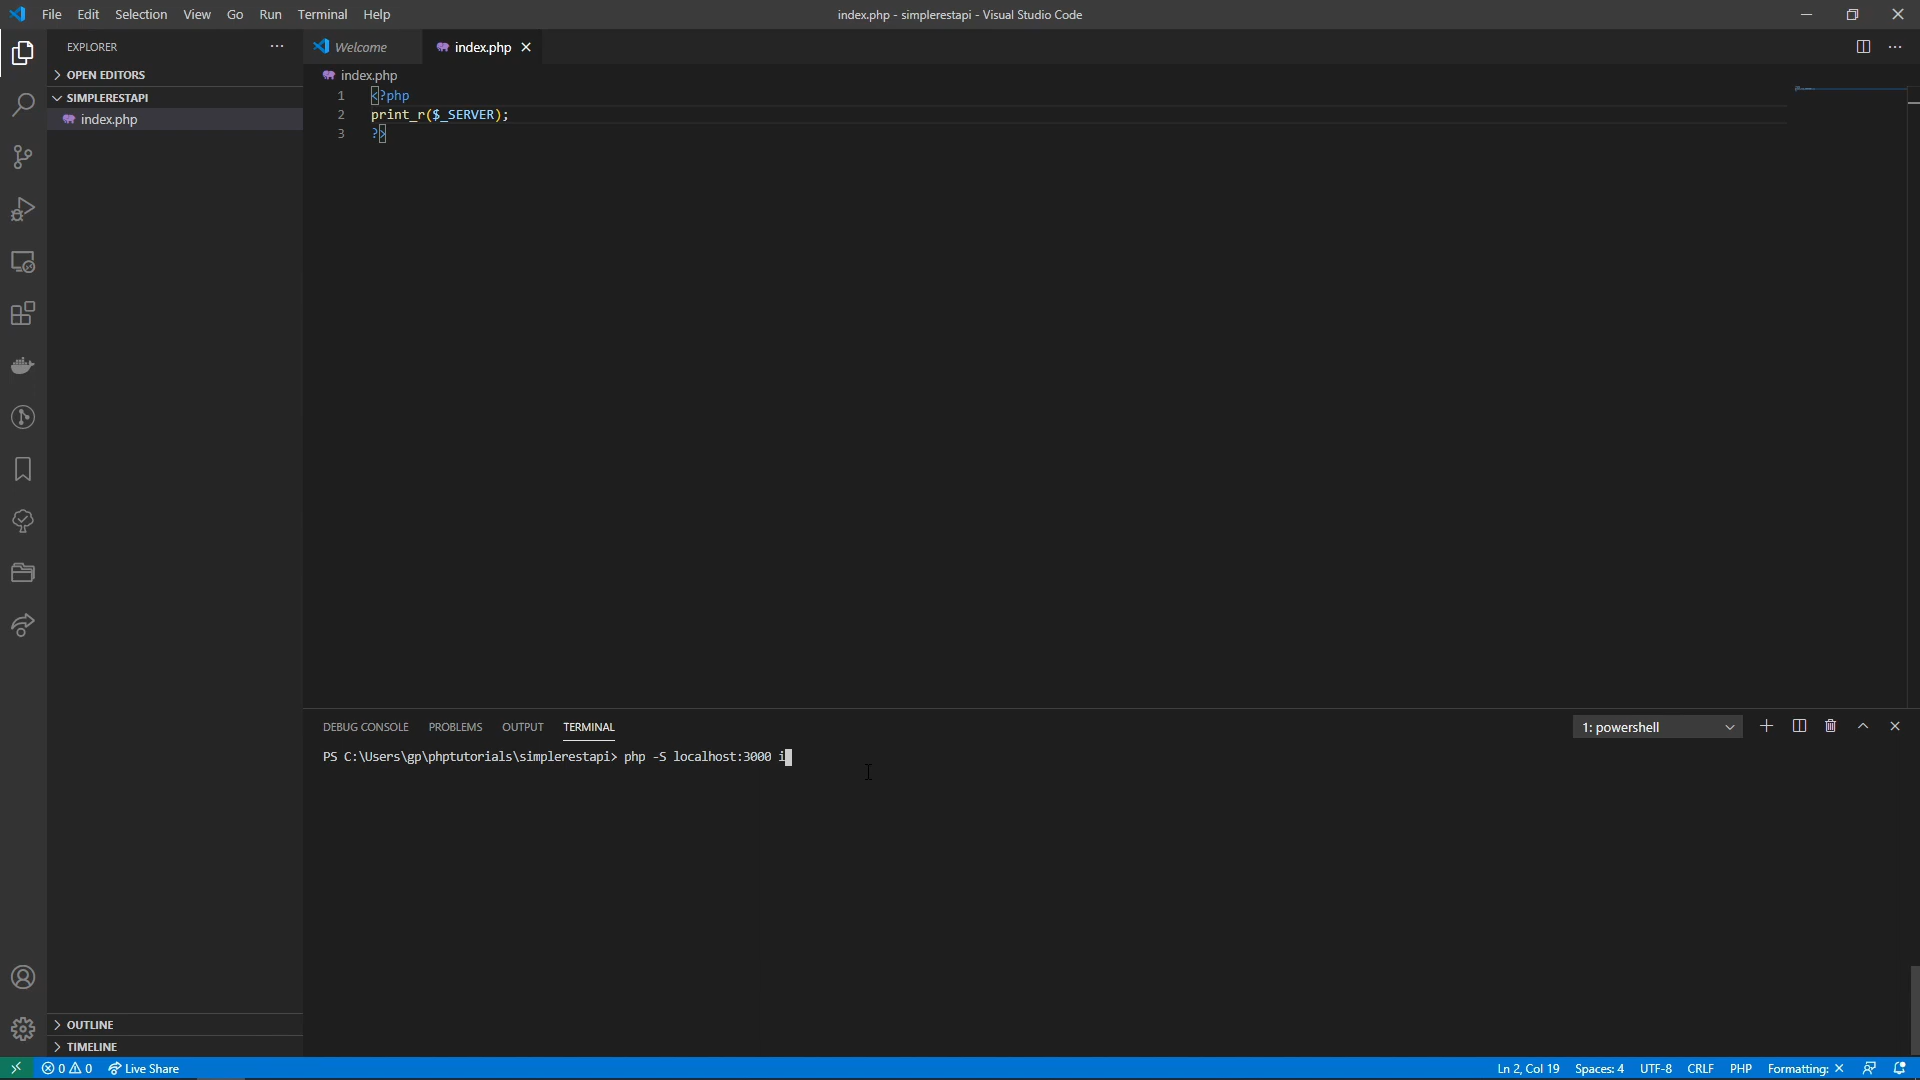 File Edit Selection View Go Run Terminal Help
index.php - simplerestapi - Visual Studio Code
EXPLORER
OPEN EDITORS
SIMPLERESTAPI
index.php
Welcome
index.php
index.php
1 <?php
2 print_r($_SERVER);
3 ?>
DEBUG CONSOLE PROBLEMS OUTPUT TERMINAL
1: powershell
PS C:\Users\gp\phptutorials\simplerestapi> php -S localhost:3000 i
OUTLINE
TIMELINE
0 0 Live Share
Ln 2, Col 19 Spaces: 4 UTF-8 CRLF PHP Formatting: ×